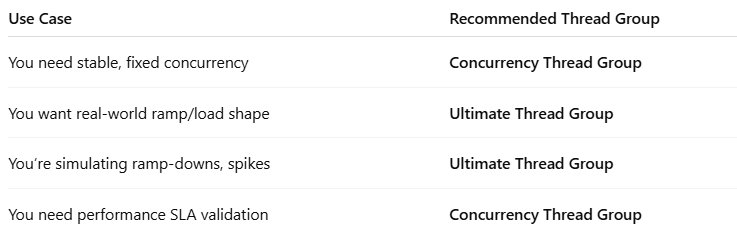 Use Case Recommended Thread Group
You need stable, fixed concurrency Concurrency Thread Group
You want real-world ramp/load shape Ultimate Thread Group
You’re simulating ramp-downs, spikes Ultimate Thread Group
You need performance SLA validation Concurrency Thread Group